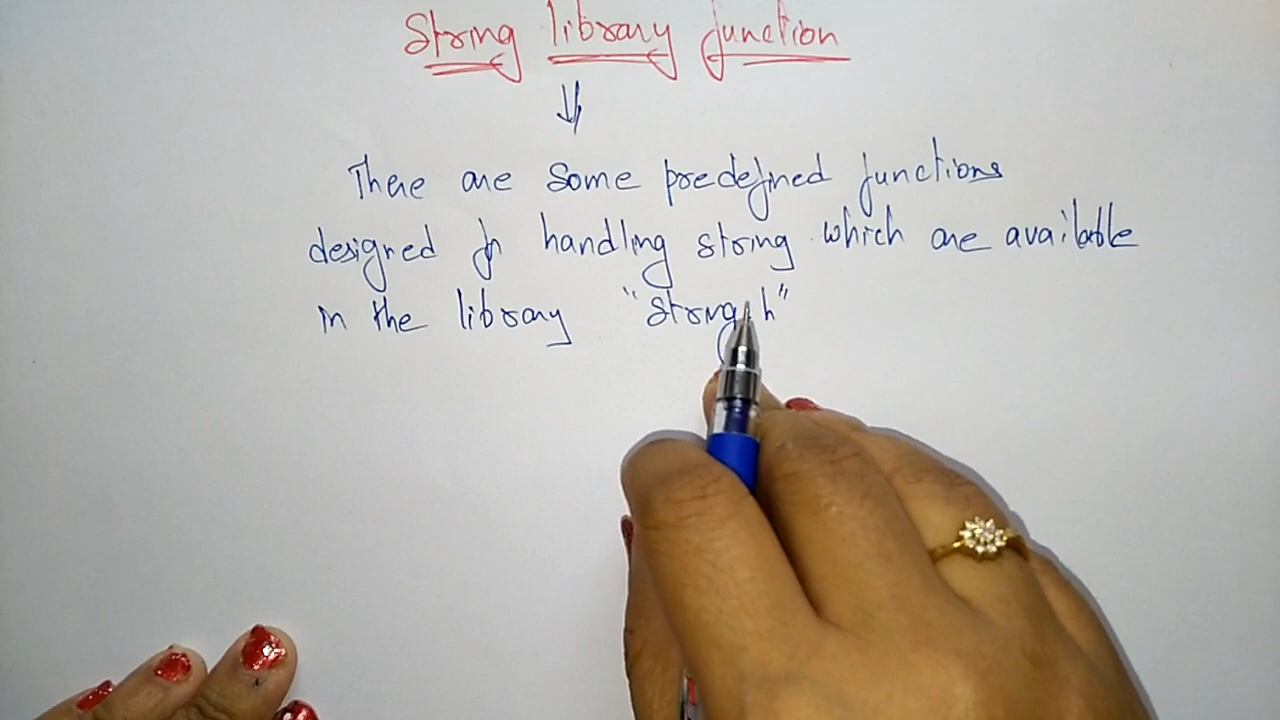 String library function
There are some predefined functions
designed for handling string which are available
in the library "string.h"